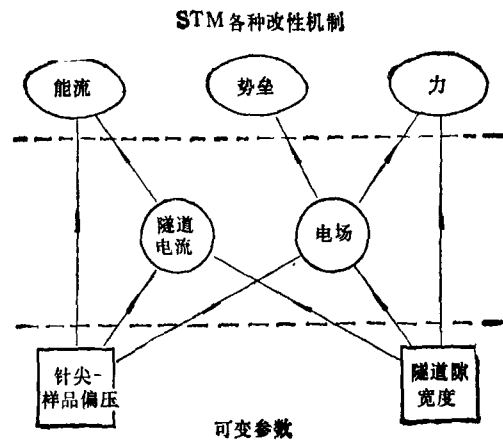 STM各种改性机制
能流
势垒
力
隧道
电流
电场
针尖-
样品偏压
隧道隙
宽度
可变参数